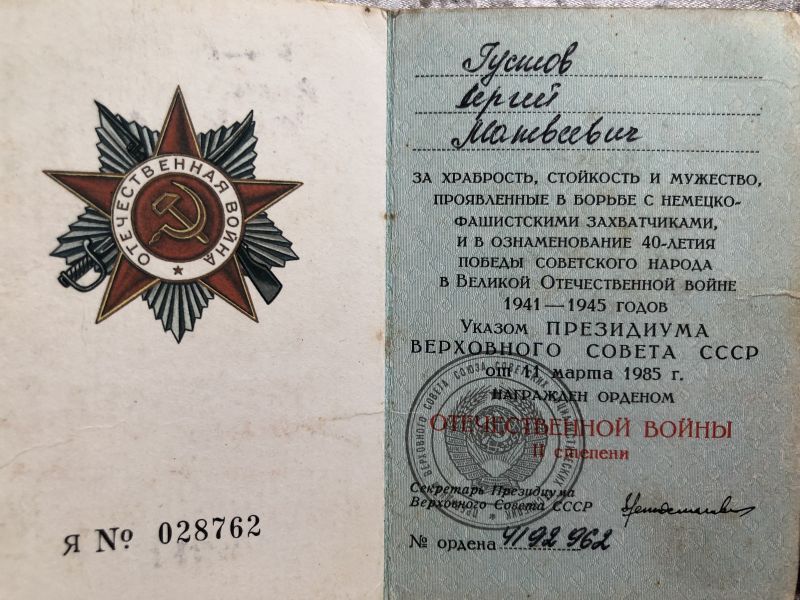 ОТЕЧЕСТВЕННАЯ ВОЙНА
Я № 028762
Густов
Сергий
Матвеевич
ЗА ХРАБРОСТЬ, СТОЙКОСТЬ И МУЖЕСТВО,
ПРОЯВЛЕННЫЕ В БОРЬБЕ С НЕМЕЦКО-
ФАШИСТСКИМИ ЗАХВАТЧИКАМИ,
И В ОЗНАМЕНОВАНИЕ 40-ЛЕТИЯ
ПОБЕДЫ СОВЕТСКОГО НАРОДА
В ВЕЛИКОЙ ОТЕЧЕСТВЕННОЙ ВОЙНЕ
1941—1945 ГОДОВ
УКАЗОМ ПРЕЗИДИУМА
ВЕРХОВНОГО СОВЕТА СССР
от 11 марта 1985 г.
НАГРАЖДЕН ОРДЕНОМ
ОТЕЧЕСТВЕННОЙ ВОЙНЫ
II степени
Секретарь Президиума
Верховного Совета СССР
№ ордена 4192962